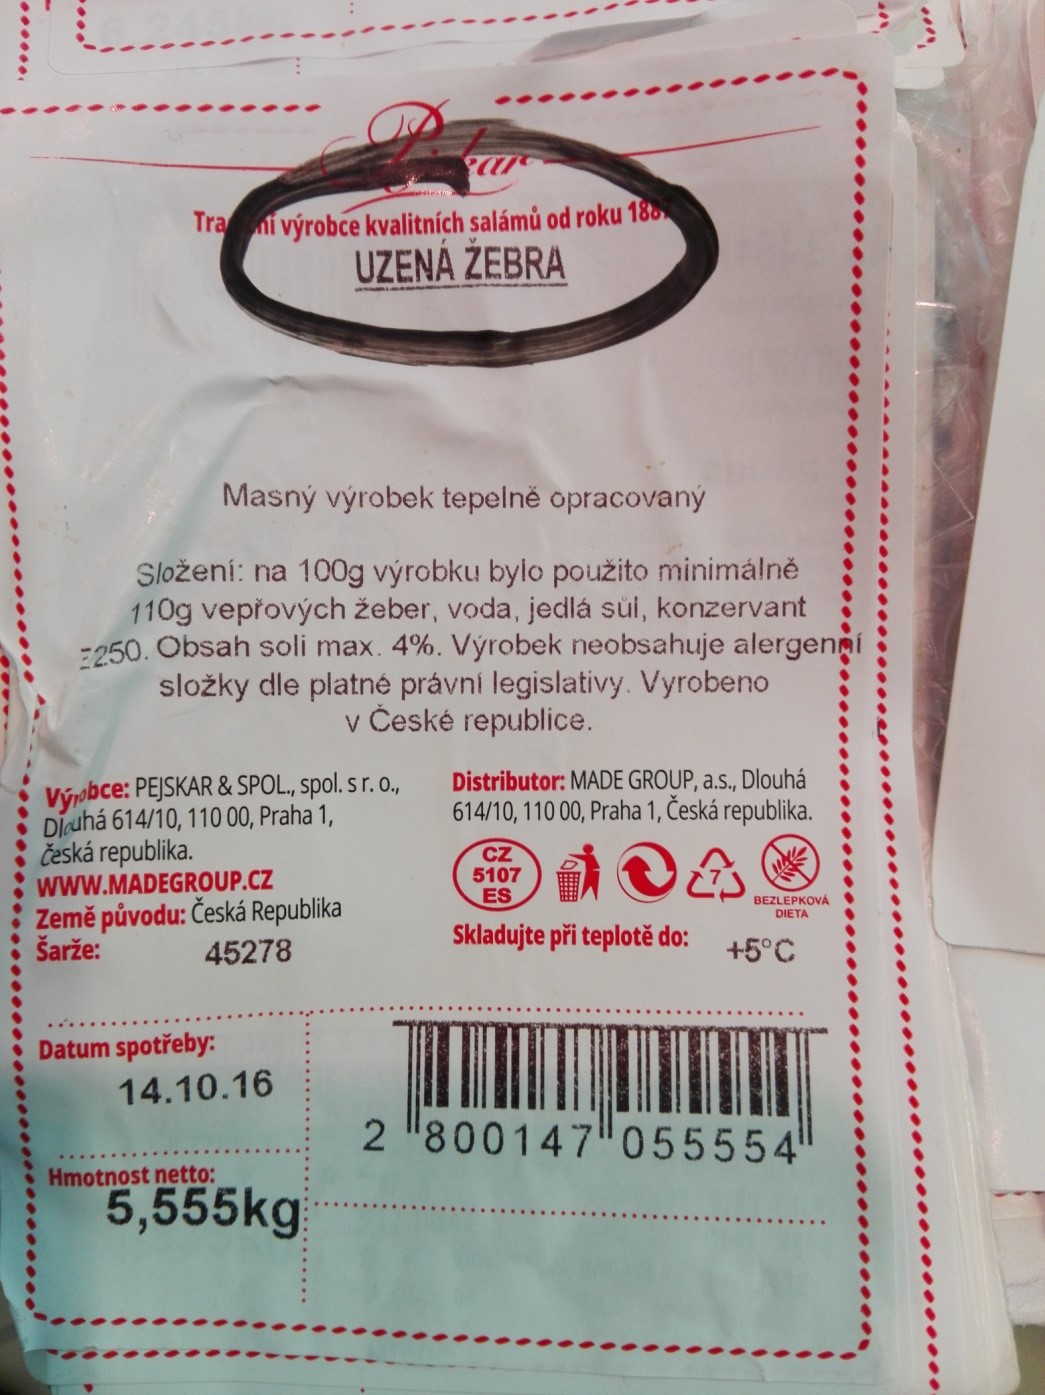 Pejskar
výrobce kvalitních salámů od roku 1887
UZENÁ ŽEBRA
Masný výrobek tepelně opracovaný
Složení: na 100g výrobku bylo použito minimálně
110g vepřových žeber, voda, jedlá sůl, konzervant
E250. Obsah soli max. 4%. Výrobek neobsahuje alergenní
složky dle platné právní legislativy. Vyrobeno
v České republice.
Výrobce: PEJSKAR & SPOL., spol. s r. o.,
Dlouhá 614/10, 110 00, Praha 1,
Česká republika.
WWW.MADEGROUP.CZ
Země původu: Česká Republika
Šarže: 45278
Distributor: MADE GROUP, a.s., Dlouhá
614/10, 110 00, Praha 1, Česká republika.
CZ
5107
ES
7
BEZLEPKOVÁ
DIETA
Skladujte při teplotě do: +5°C
Datum spotřeby:
14.10.16
Hmotnost netto:
5,555kg
2 800147 055554